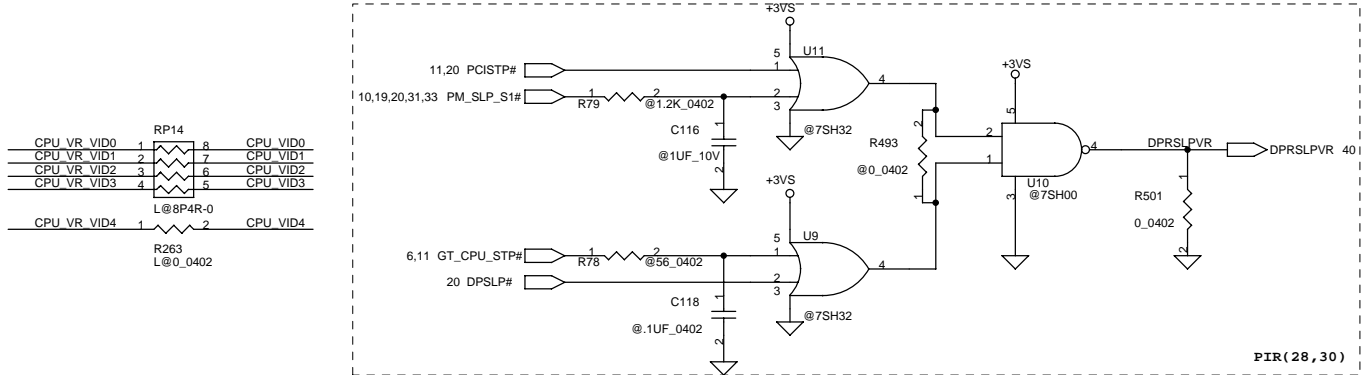 +3VS
U11
5
11,20 PCISTP#
1
4
10,19,20,31,33 PM_SLP_S1#
1
R79
2
@1.2K_0402
2
3
@7SH32
C116
1
@1UF_10V
2
+3VS
5
2
R493
@0_0402
1
2
1
4
U10
@7SH00
3
DPRSLPVR
DPRSLPVR 40
1
R501
0_0402
2
RP14
CPU_VR_VID0 1 8 CPU_VID0
CPU_VR_VID1 2 7 CPU_VID1
CPU_VR_VID2 3 6 CPU_VID2
CPU_VR_VID3 4 5 CPU_VID3
L@8P4R-0
CPU_VR_VID4 1 2 CPU_VID4
R263
L@0_0402
+3VS
U9
5
6,11 GT_CPU_STP#
1
R78
2
@56_0402
1
4
20 DPSLP#
2
3
@7SH32
C118
1
@.1UF_0402
2
PIR(28,30)